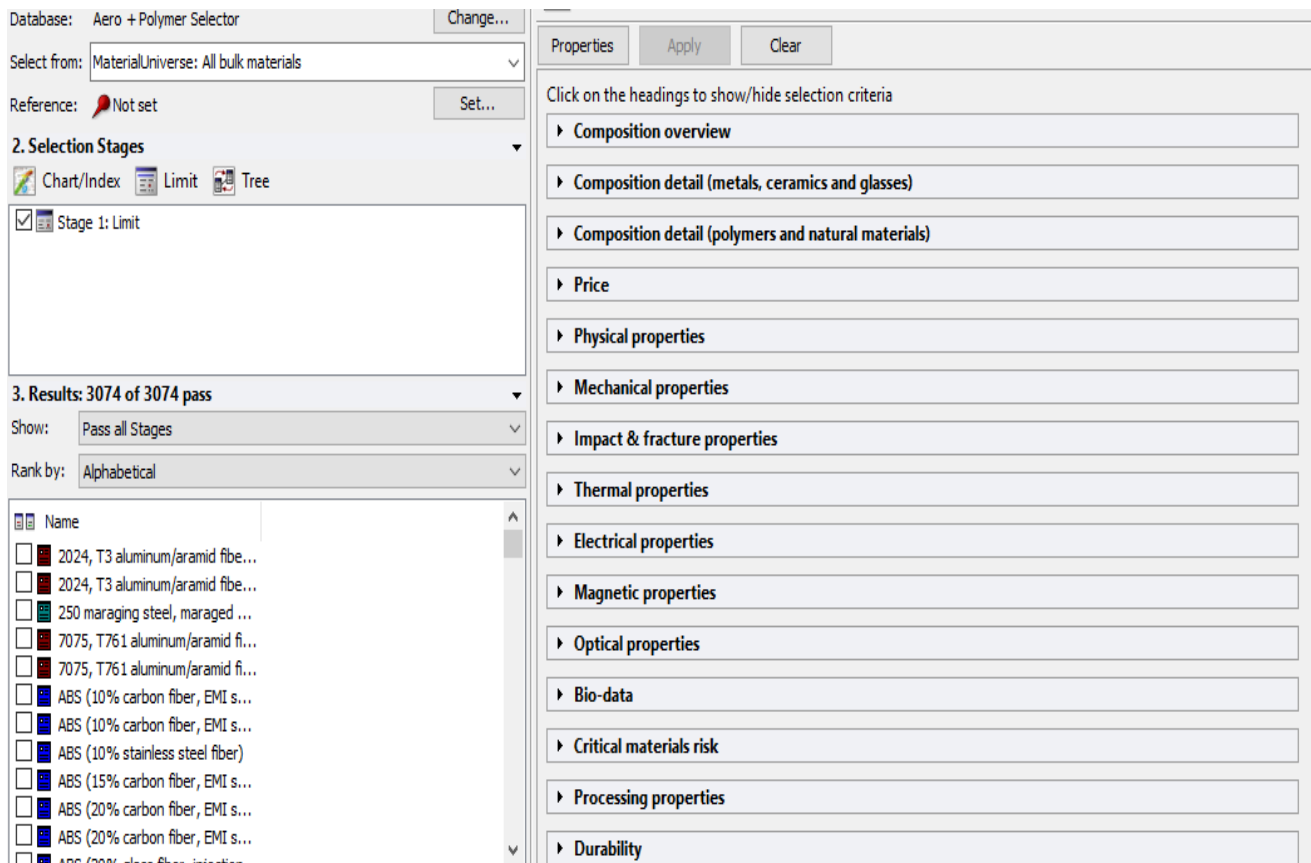 Database: Aero + Polymer Selector Change...
Select from: MaterialUniverse: All bulk materials
Reference: Not set Set...
2. Selection Stages
Chart/Index Limit Tree
Stage 1: Limit
3. Results: 3074 of 3074 pass
Show: Pass all Stages
Rank by: Alphabetical
Name
2024, T3 aluminum/aramid fibe...
2024, T3 aluminum/aramid fibe...
250 maraging steel, maraged ...
7075, T761 aluminum/aramid fi...
7075, T761 aluminum/aramid fi...
ABS (10% carbon fiber, EMI s...
ABS (10% carbon fiber, EMI s...
ABS (10% stainless steel fiber)
ABS (15% carbon fiber, EMI s...
ABS (20% carbon fiber, EMI s...
ABS (20% carbon fiber, EMI s...
Properties Apply Clear
Click on the headings to show/hide selection criteria
Composition overview
Composition detail (metals, ceramics and glasses)
Composition detail (polymers and natural materials)
Price
Physical properties
Mechanical properties
Impact & fracture properties
Thermal properties
Electrical properties
Magnetic properties
Optical properties
Bio-data
Critical materials risk
Processing properties
Durability